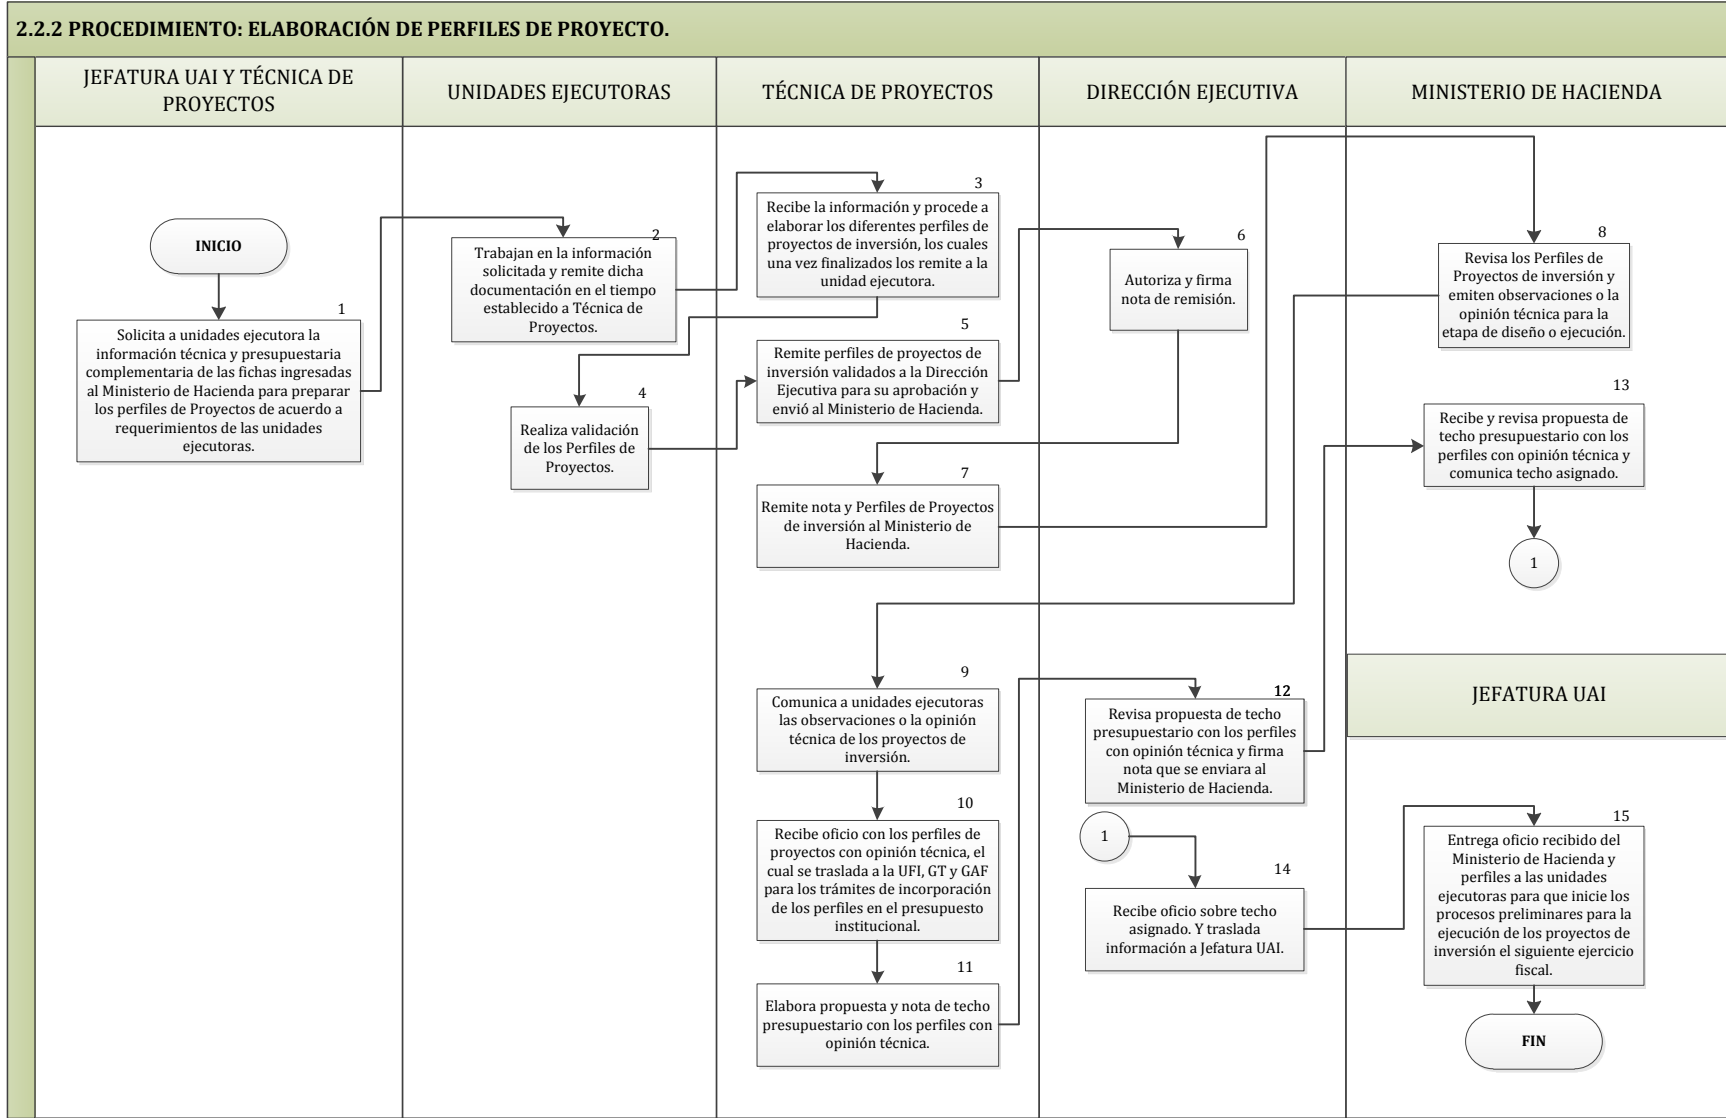 2.2.2 PROCEDIMIENTO: ELABORACIÓN DE PERFILES DE PROYECTO.
JEFATURA UAI Y TÉCNICA DE
PROYECTOS
UNIDADES EJECUTORAS
TÉCNICA DE PROYECTOS
DIRECCIÓN EJECUTIVA
MINISTERIO DE HACIENDA
INICIO
1
Solicita a unidades ejecutora la
información técnica y presupuestaria
complementaria de las fichas ingresadas
al Ministerio de Hacienda para preparar
los perfiles de Proyectos de acuerdo a
requerimientos de las unidades
ejecutoras.
2
Trabajan en la información
solicitada y remite dicha
documentación en el tiempo
establecido a Técnica de
Proyectos.
3
Recibe la información y procede a
elaborar los diferentes perfiles de
proyectos de inversión, los cuales
una vez finalizados los remite a la
unidad ejecutora.
4
Realiza validación
de los Perfiles de
Proyectos.
5
Remite perfiles de proyectos de
inversión validados a la Dirección
Ejecutiva para su aprobación y
envió al Ministerio de Hacienda.
6
Autoriza y firma
nota de remisión.
7
Remite nota y Perfiles de Proyectos
de inversión al Ministerio de
Hacienda.
8
Revisa los Perfiles de
Proyectos de inversión y
emiten observaciones o la
opinión técnica para la
etapa de diseño o ejecución.
9
Comunica a unidades ejecutoras
las observaciones o la opinión
técnica de los proyectos de
inversión.
10
Recibe oficio con los perfiles de
proyectos con opinión técnica, el
cual se traslada a la UFI, GT y GAF
para los trámites de incorporación
de los perfiles en el presupuesto
institucional.
11
Elabora propuesta y nota de techo
presupuestario con los perfiles con
opinión técnica.
12
Revisa propuesta de techo
presupuestario con los perfiles
con opinión técnica y firma
nota que se enviara al
Ministerio de Hacienda.
13
Recibe y revisa propuesta de
techo presupuestario con los
perfiles con opinión técnica y
comunica techo asignado.
1
1
14
Recibe oficio sobre techo
asignado. Y traslada
información a Jefatura UAI.
JEFATURA UAI
15
Entrega oficio recibido del
Ministerio de Hacienda y
perfiles a las unidades
ejecutoras para que inicie los
procesos preliminares para la
ejecución de los proyectos de
inversión el siguiente ejercicio
fiscal.
FIN